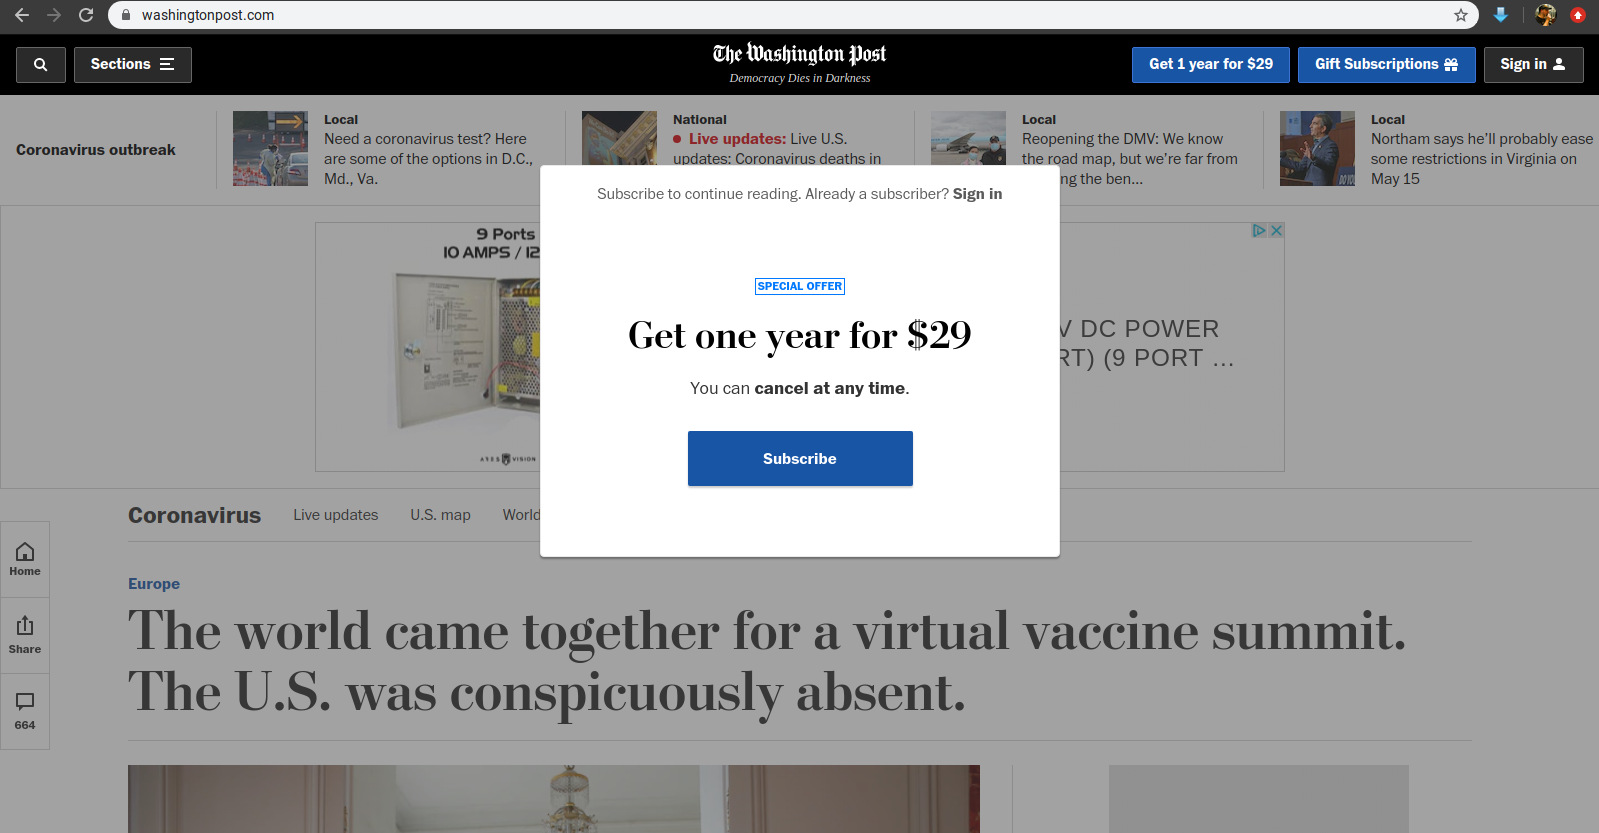 washingtonpost.com
Sections
The Washington Post
Democracy Dies in Darkness
Get 1 year for $29
Gift Subscriptions
Sign in
Coronavirus outbreak
Local
Need a coronavirus test? Here
are some of the options in D.C.,
Md., Va.
National
Live updates: Live U.S.
updates: Coronavirus deaths in
Local
Reopening the DMV: We know
the road map, but we're far from
ng the ben...
Local
Northam says he'll probably ease
some restrictions in Virginia on
May 15
Subscribe to continue reading. Already a subscriber? Sign in
SPECIAL OFFER
Get one year for $29
You can cancel at any time.
Subscribe
9 Ports
10 AMPS / 12
VISION
V DC POWER
RT) (9 PORT ...
Coronavirus
Live updates
U.S. map
World
Home
Share
664
Europe
The world came together for a virtual vaccine summit.
The U.S. was conspicuously absent.